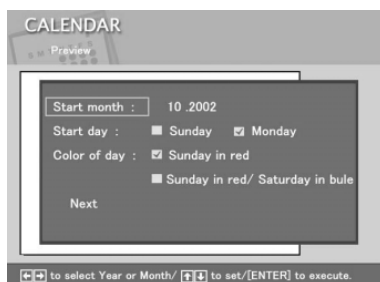 CALENDAR
Preview
Start month : 10 .2002
Start day : Sunday Monday
Color of day : Sunday in red
Sunday in red/ Saturday in bule
Next
to select Year or Month/ to set/[ENTER] to execute.